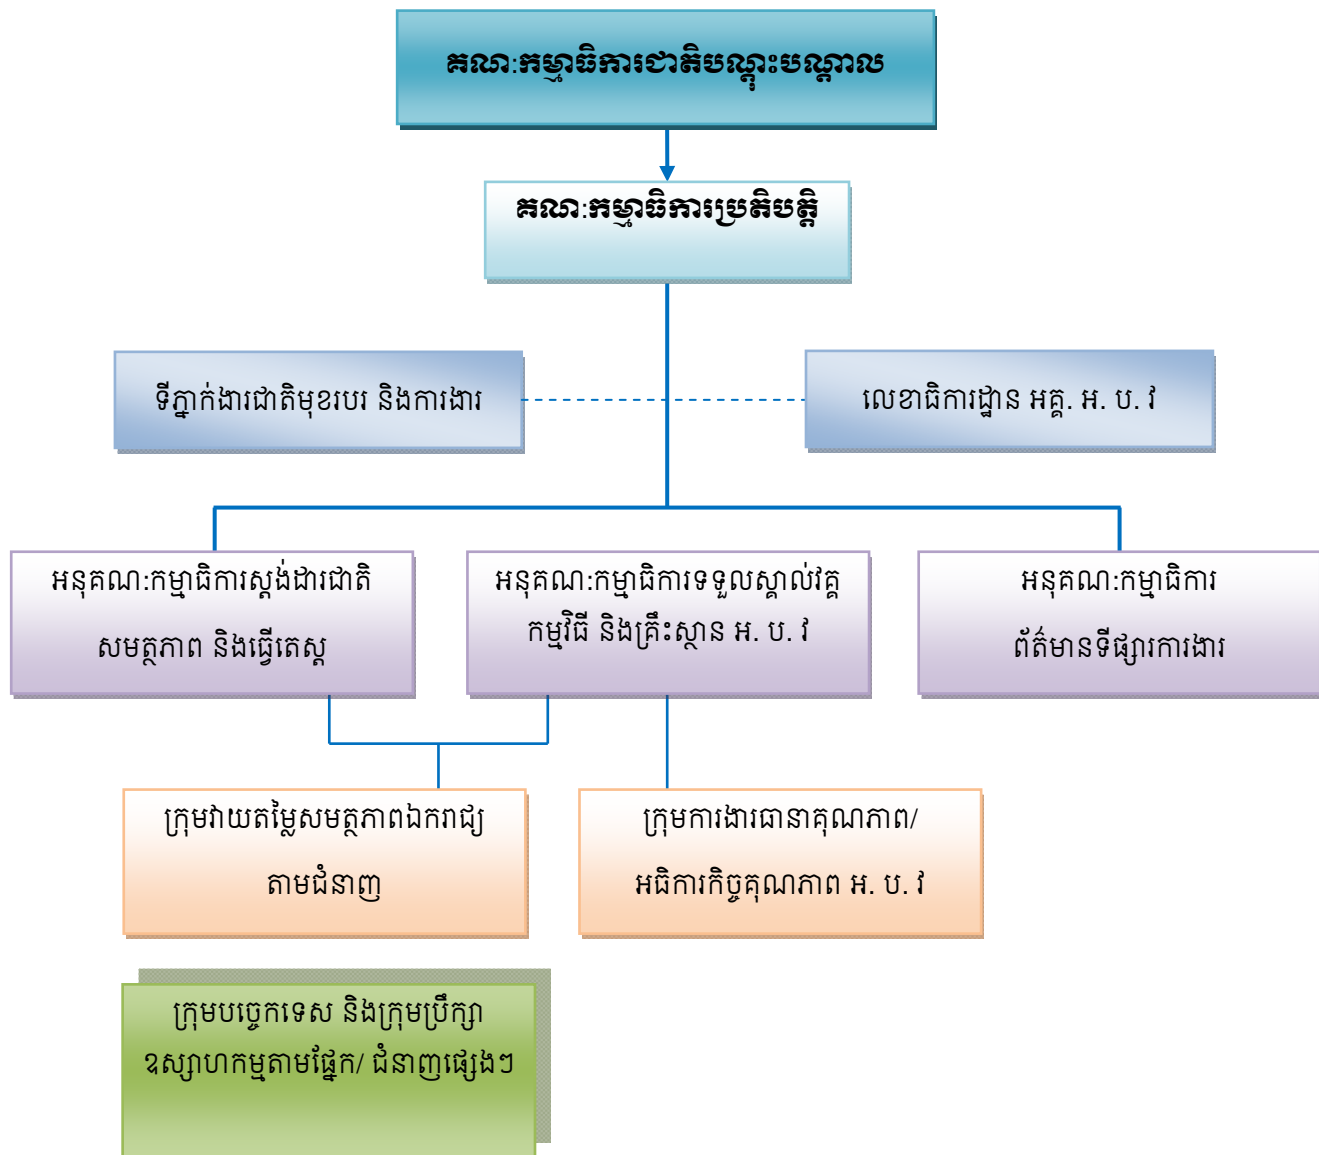 គណៈកម្មាធិការជាតិបណ្តុះបណ្តាល
គណៈកម្មាធិការប្រតិបត្តិ
ទីភ្នាក់ងារជាតិមុខរបរ និងការងារ
លេខាធិការដ្ឋាន អគ្គ. អ. ប. វ
អនុគណៈកម្មាធិការស្តង់ដារជាតិ
សមត្ថភាព និងធ្វើតេស្ត
អនុគណៈកម្មាធិការទទួលស្គាល់វគ្គ
កម្មវិធី និងគ្រឹះស្ថាន អ. ប. វ
អនុគណៈកម្មាធិការ
ព័ត៌មានទីផ្សារការងារ
ក្រុមវាយតម្លៃសមត្ថភាពឯករាជ្យ
តាមជំនាញ
ក្រុមការងារធានាគុណភាព/
អធិការកិច្ចគុណភាព អ. ប. វ
ក្រុមបច្ចេកទេស និងក្រុមប្រឹក្សា
ឧស្សាហកម្មតាមផ្នែក/ ជំនាញផ្សេងៗ